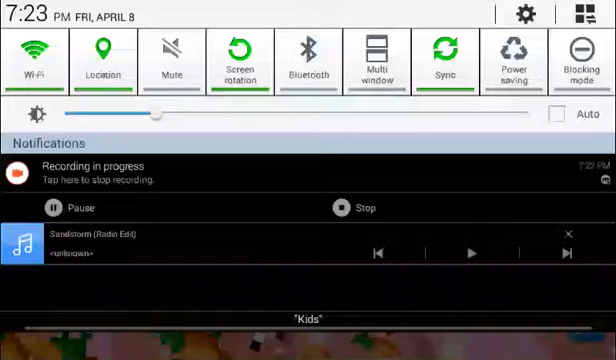 7:23 PM FRI, APRIL 8
Wi-Fi
Location
Mute
Screen rotation
Bluetooth
Multi window
Sync
Power saving
Blocking mode
Auto
Notifications
Recording in progress
7:22 PM
Tap here to stop recording.
Pause
Stop
Sandstorm (Radio Edit)
<unknown>
"Kids"